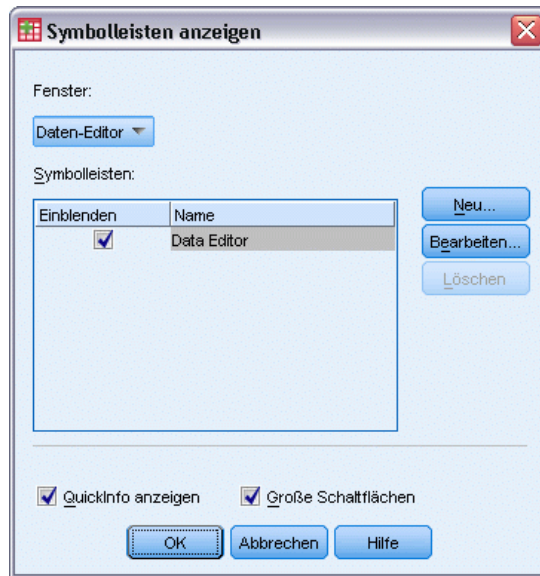 Symbolleisten anzeigen
Fenster:
Daten-Editor
Symbolleisten:
Einblenden Name
Data Editor
Neu...
Bearbeiten...
Löschen
QuickInfo anzeigen Große Schaltflächen
OK Abbrechen Hilfe